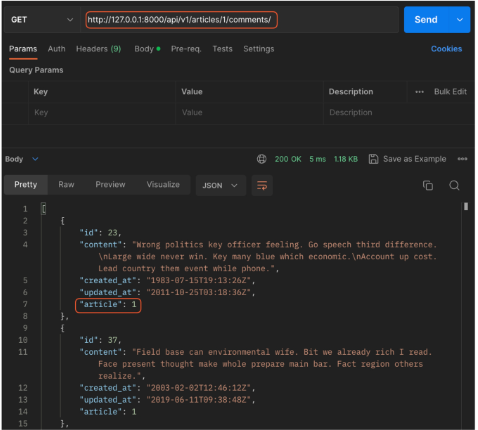 GET http://127.0.0.1:8000/api/v1/articles/1/comments/ Send
Params Auth Headers (9) Body Pre-req. Tests Settings Cookies
Query Params
Key Value Description Bulk Edit
Key Value Description
Body 200 OK 5 ms 1.18 KB Save as Example
Pretty Raw Preview Visualize JSON
1 [
2 {
3 "id": 23,
4 "content": "Wrong politics key officer feeling. Go speech third difference.
\nLarge wide never win. Key many blue which economic.\nAccount up cost.
Lead country them event while phone.",
5 "created_at": "1983-07-15T19:13:26Z",
6 "updated_at": "2011-10-25T03:18:36Z",
7 "article": 1
8 },
9 {
10 "id": 37,
11 "content": "Field base can environmental wife. Bit we already rich I read.
Face present thought make whole prepare main bar. Fact region others
realize.",
12 "created_at": "2003-02-02T12:46:12Z",
13 "updated_at": "2019-06-11T09:38:48Z",
14 "article": 1
15 },